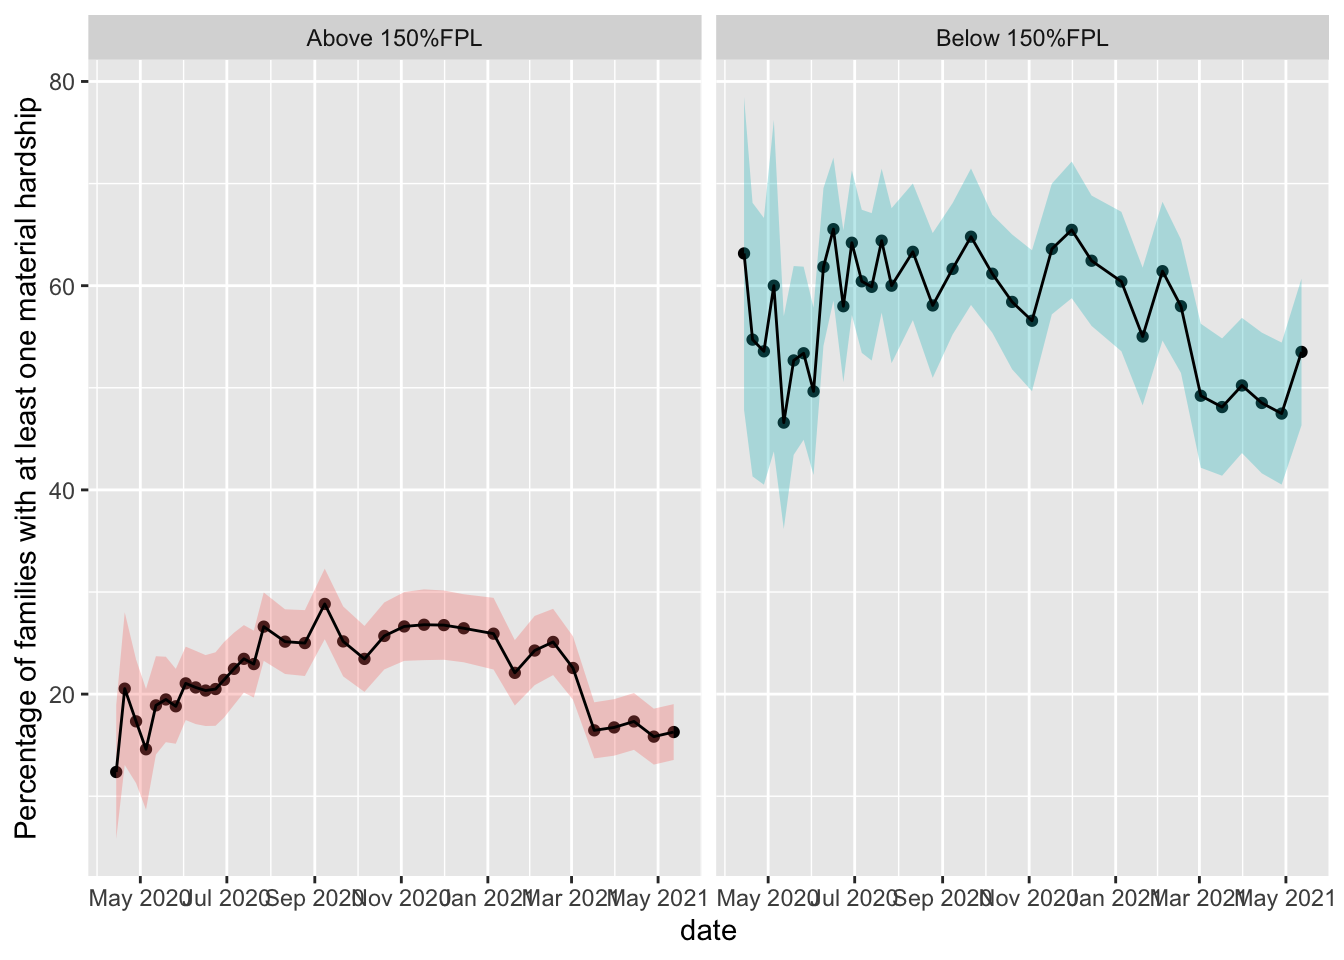 Above 150%FPL
Below 150%FPL
Percentage of families with at least one material hardship
80
60
40
20
May 2020 Jul 2020 Sep 2020 Nov 2020 Jan 2021 Mar 2021 May 2021
May 2020 Jul 2020 Sep 2020 Nov 2020 Jan 2021 Mar 2021 May 2021
date